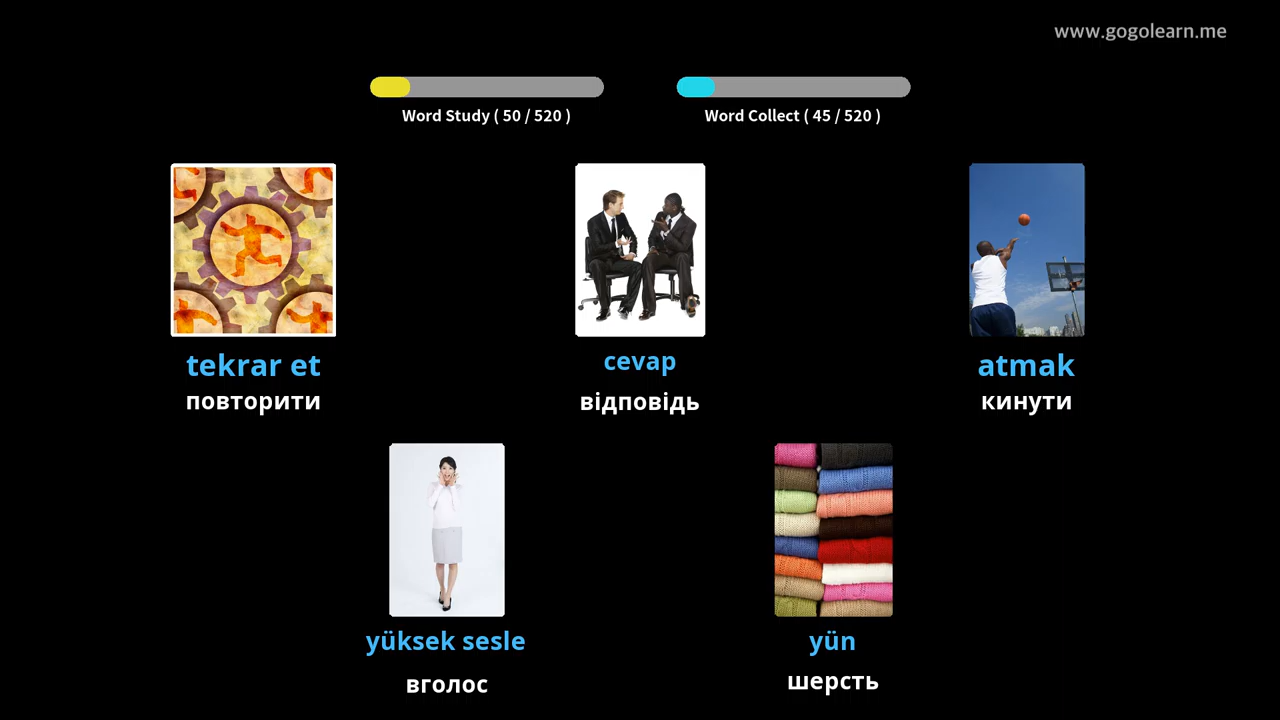 www.gogolearn.me
Word Study ( 50 / 520 )
Word Collect ( 45 / 520 )
tekrar et
повторити
cevap
відповідь
atmak
кинути
yüksek sesle
вголос
yün
шерсть